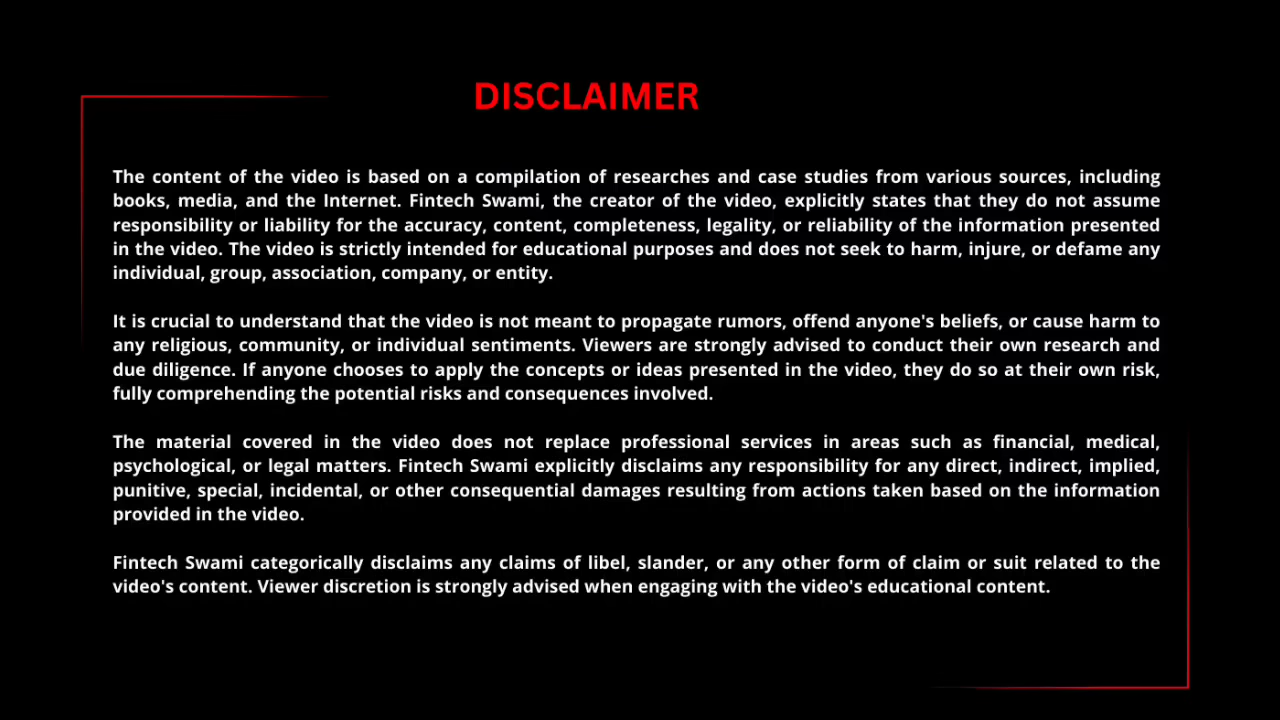 DISCLAIMER
The content of the video is based on a compilation of researches and case studies from various sources, including
books, media, and the Internet. Fintech Swami, the creator of the video, explicitly states that they do not assume
responsibility or liability for the accuracy, content, completeness, legality, or reliability of the information presented
in the video. The video is strictly intended for educational purposes and does not seek to harm, injure, or defame any
individual, group, association, company, or entity.
It is crucial to understand that the video is not meant to propagate rumors, offend anyone's beliefs, or cause harm to
any religious, community, or individual sentiments. Viewers are strongly advised to conduct their own research and
due diligence. If anyone chooses to apply the concepts or ideas presented in the video, they do so at their own risk,
fully comprehending the potential risks and consequences involved.
The material covered in the video does not replace professional services in areas such as financial, medical,
psychological, or legal matters. Fintech Swami explicitly disclaims any responsibility for any direct, indirect, implied,
punitive, special, incidental, or other consequential damages resulting from actions taken based on the information
provided in the video.
Fintech Swami categorically disclaims any claims of libel, slander, or any other form of claim or suit related to the
video's content. Viewer discretion is strongly advised when engaging with the video's educational content.